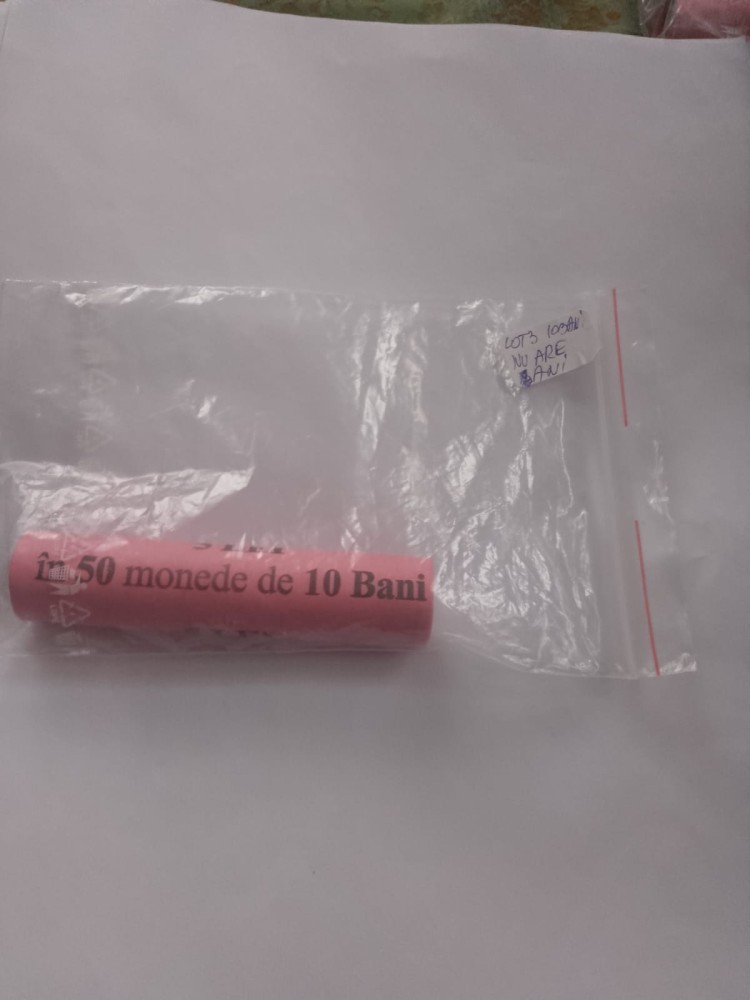 LOT3 10BANI
NU ARE
BANI
în 50 monede de 10 Bani